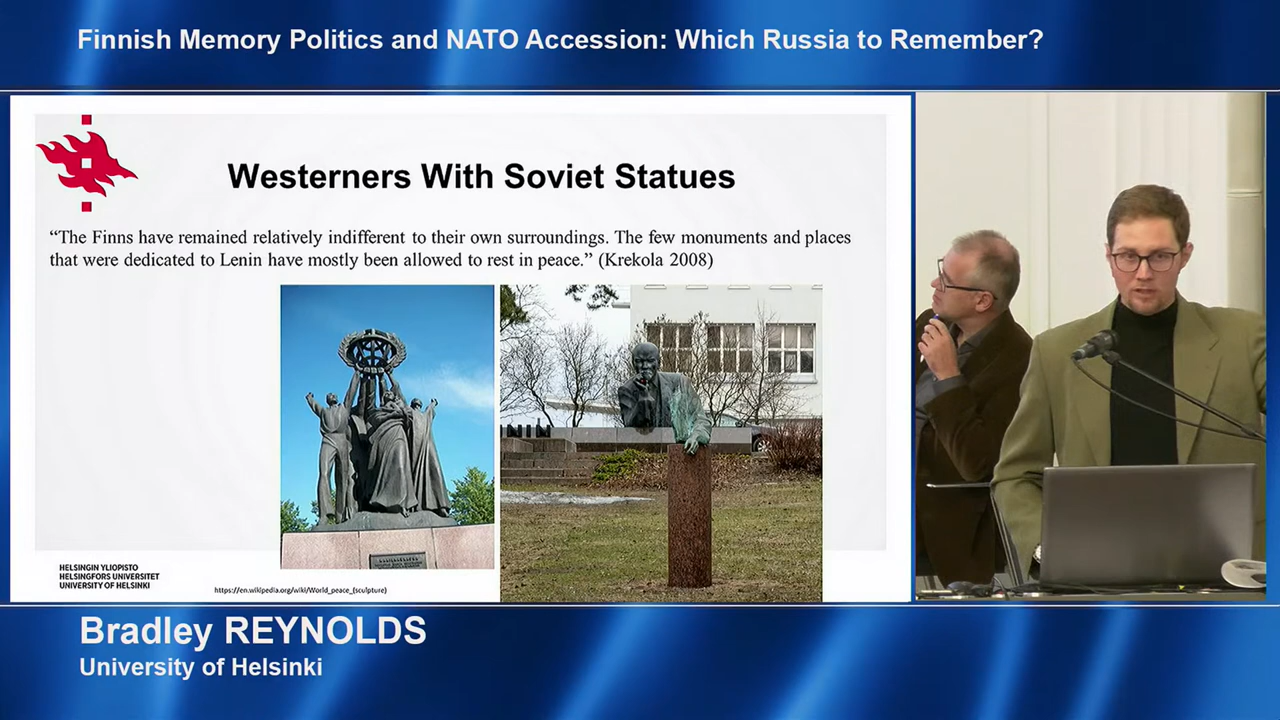 Finnish Memory Politics and NATO Accession: Which Russia to Remember?
Westerners With Soviet Statues
“The Finns have remained relatively indifferent to their own surroundings. The few monuments and places
that were dedicated to Lenin have mostly been allowed to rest in peace.” (Krekola 2008)
HELSINGIN YLIOPISTO
HELSINGFORS UNIVERSITET
UNIVERSITY OF HELSINKI
https://en.wikipedia.org/wiki/World_peace_(sculpture)
Bradley REYNOLDS
University of Helsinki